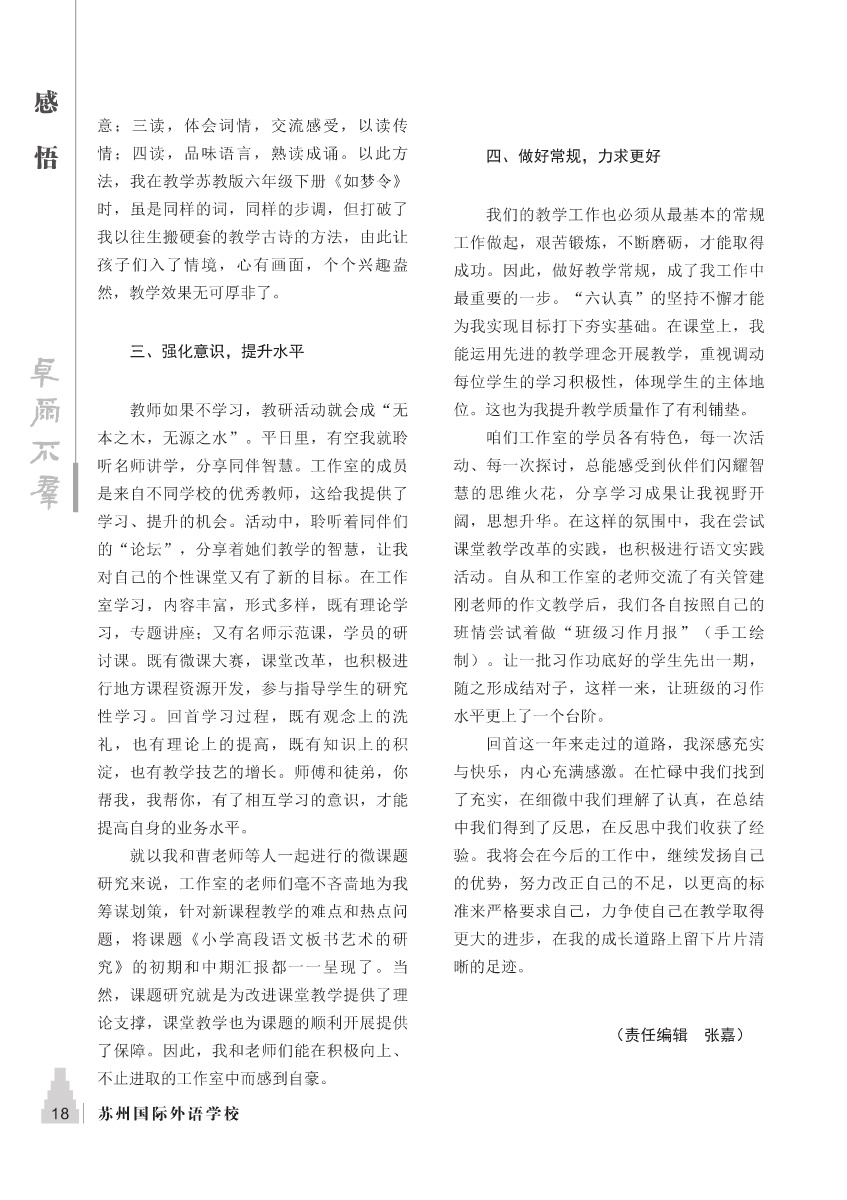 感
悟
卓
尔
不
群
意；三读，体会词情，交流感受，以读传
情；四读，品味语言，熟读成诵。以此方
法，我在教学苏教版六年级下册《如梦令》
时，虽是同样的词，同样的步调，但打破了
我以往生搬硬套的教学古诗的方法，由此让
孩子们入了情境，心有画面，个个兴趣盎
然，教学效果无可厚非了。
三、强化意识，提升水平
教师如果不学习，教研活动就会成“无
本之木，无源之水”。平日里，有空我就聆
听名师讲学，分享同伴智慧。工作室的成员
是来自不同学校的优秀教师，这给我提供了
学习、提升的机会。活动中，聆听着同伴们
的“论坛”，分享着她们教学的智慧，让我
对自己的个性课堂又有了新的目标。在工作
室学习，内容丰富，形式多样，既有理论学
习，专题讲座；又有名师示范课，学员的研
讨课。既有微课大赛，课堂改革，也积极进
行地方课程资源开发，参与指导学生的研究
性学习。回首学习过程，既有观念上的洗
礼，也有理论上的提高，既有知识上的积
淀，也有教学技艺的增长。师傅和徒弟，你
帮我，我帮你，有了相互学习的意识，才能
提高自身的业务水平。
就以我和曹老师等人一起进行的微课题
研究来说，工作室的老师们毫不吝啬地为我
筹谋划策，针对新课程教学的难点和热点问
题，将课题《小学高段语文板书艺术的研
究》的初期和中期汇报都一一呈现了。当
然，课题研究就是为改进课堂教学提供了理
论支撑，课堂教学也为课题的顺利开展提供
了保障。因此，我和老师们能在积极向上、
不止进取的工作室中而感到自豪。
四、做好常规，力求更好
我们的教学工作也必须从最基本的常规
工作做起，艰苦锻炼，不断磨砺，才能取得
成功。因此，做好教学常规，成了我工作中
最重要的一步。“六认真”的坚持不懈才能
为我实现目标打下夯实基础。在课堂上，我
能运用先进的教学理念开展教学，重视调动
每位学生的学习积极性，体现学生的主体地
位。这也为我提升教学质量作了有利铺垫。
咱们工作室的学员各有特色，每一次活
动、每一次探讨，总能感受到伙伴们闪耀智
慧的思维火花，分享学习成果让我视野开
阔，思想升华。在这样的氛围中，我在尝试
课堂教学改革的实践，也积极进行语文实践
活动。自从和工作室的老师交流了有关管建
刚老师的作文教学后，我们各自按照自己的
班情尝试着做“班级习作月报”（手工绘
制）。让一批习作功底好的学生先出一期，
随之形成结对子，这样一来，让班级的习作
水平更上了一个台阶。
回首这一年来走过的道路，我深感充实
与快乐，内心充满感激。在忙碌中我们找到
了充实，在细微中我们理解了认真，在总结
中我们得到了反思，在反思中我们收获了经
验。我将会在今后的工作中，继续发扬自己
的优势，努力改正自己的不足，以更高的标
准来严格要求自己，力争使自己在教学取得
更大的进步，在我的成长道路上留下片片清
晰的足迹。
（责任编辑　张嘉）
18 苏州国际外语学校